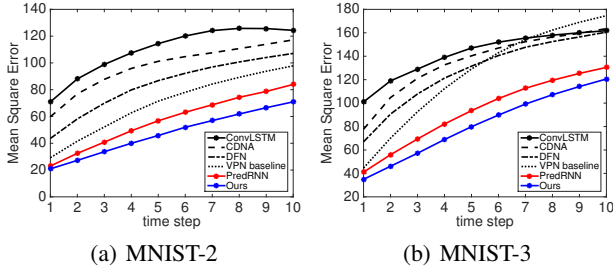 140
120
100
80
60
40
20
0
Mean Square Error
ConvLSTM
CDNA
DFN
VPN baseline
PredRNN
Ours
1 2 3 4 5 6 7 8 9 10
time step
(a) MNIST-2
180
160
140
120
100
80
60
40
20
Mean Square Error
ConvLSTM
CDNA
DFN
VPN baseline
PredRNN
Ours
1 2 3 4 5 6 7 8 9 10
time step
(b) MNIST-3